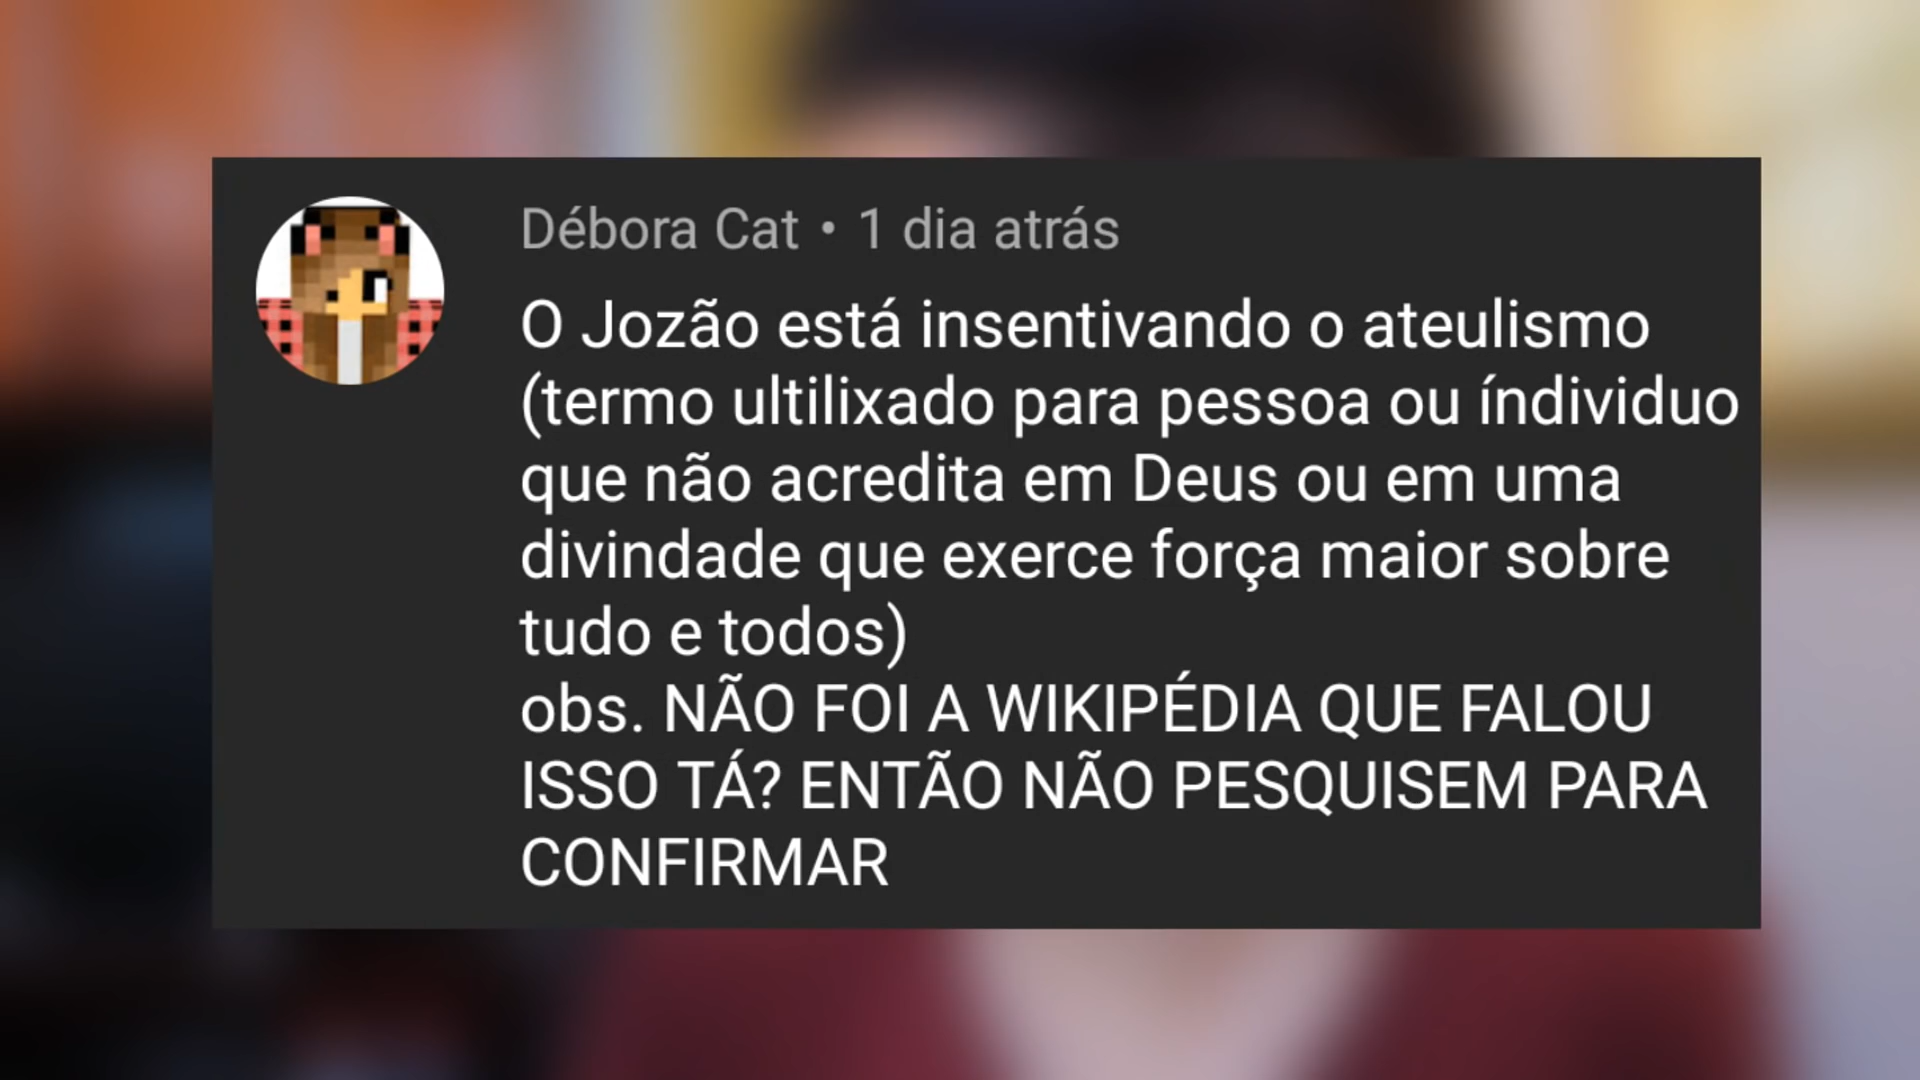 Débora Cat • 1 dia atrás
O Jozão está insentivando o ateulismo
(termo ultilixado para pessoa ou índividuo
que não acredita em Deus ou em uma
divindade que exerce força maior sobre
tudo e todos)
obs. NÃO FOI A WIKIPÉDIA QUE FALOU
ISSO TÁ? ENTÃO NÃO PESQUISEM PARA
CONFIRMAR